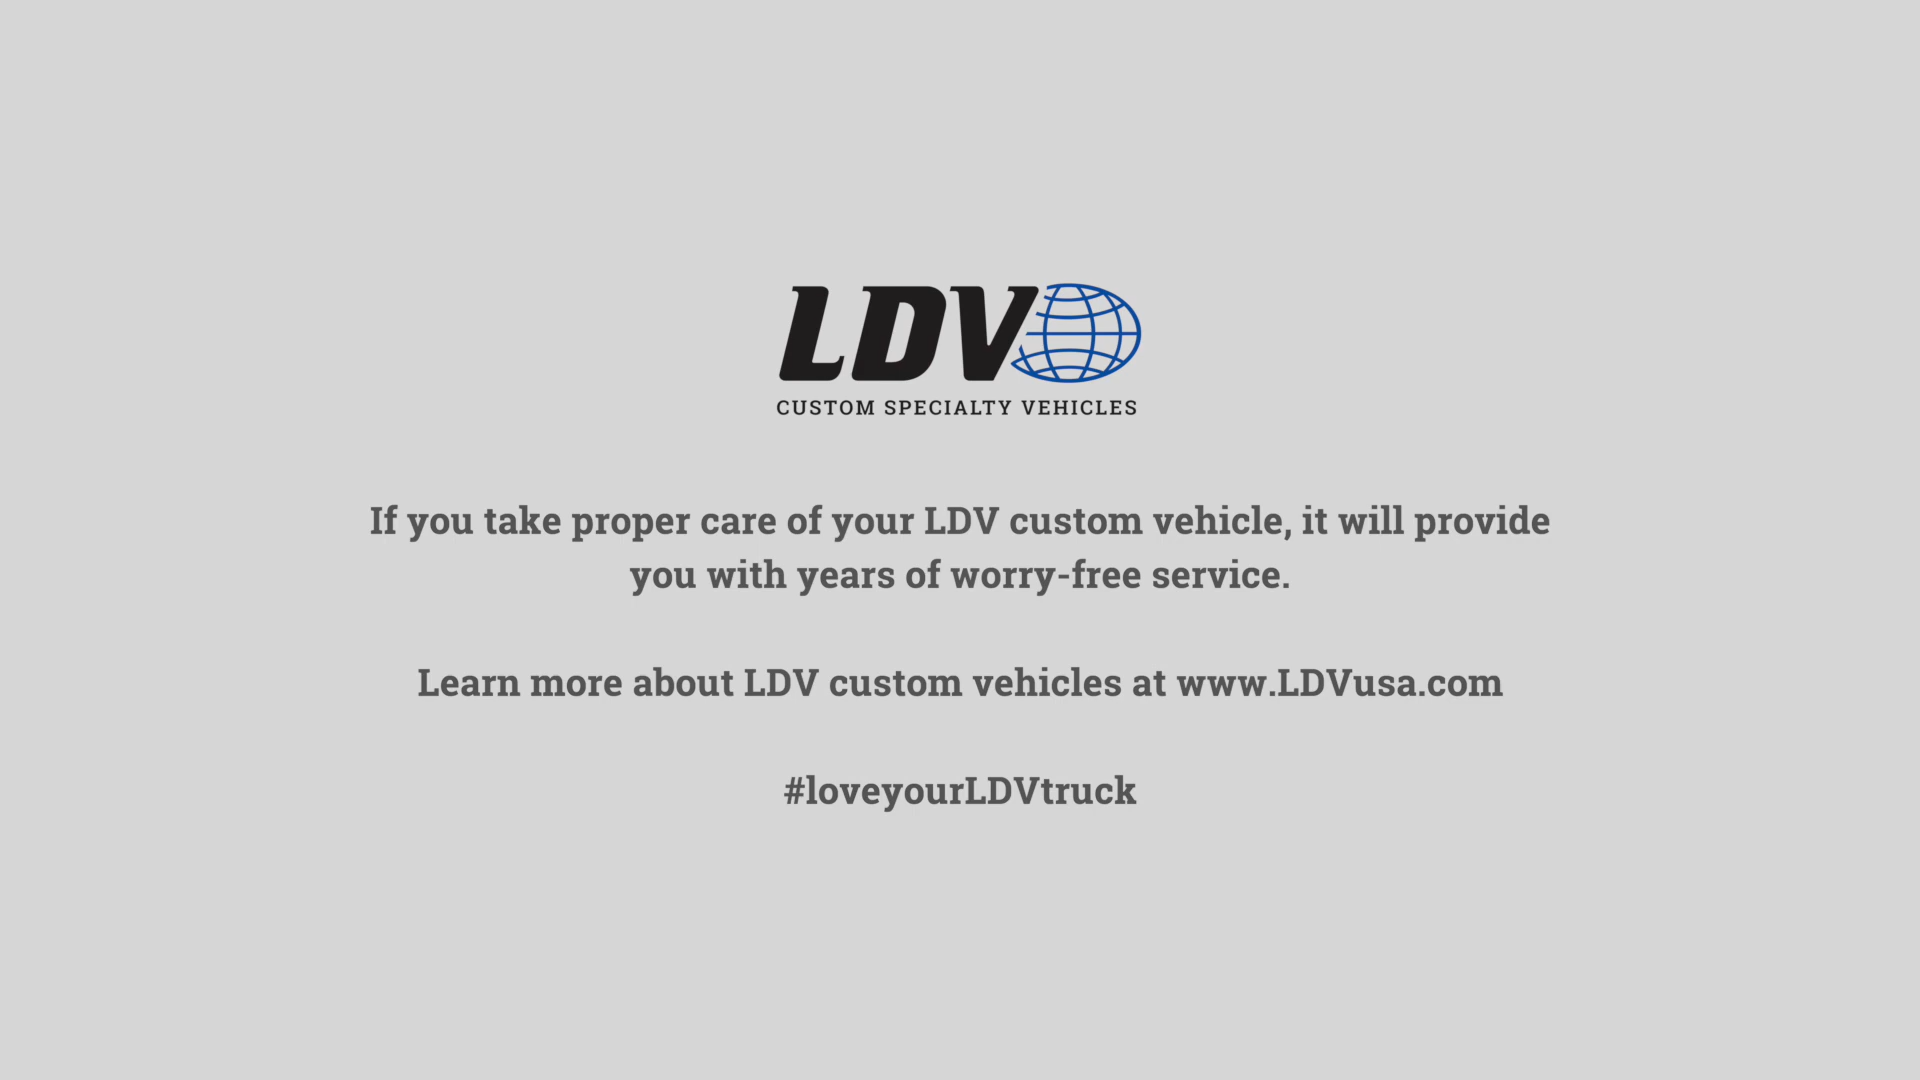 LDV
CUSTOM SPECIALTY VEHICLES
If you take proper care of your LDV custom vehicle, it will provide
you with years of worry-free service.
Learn more about LDV custom vehicles at www.LDVusa.com
#loveyourLDVtruck